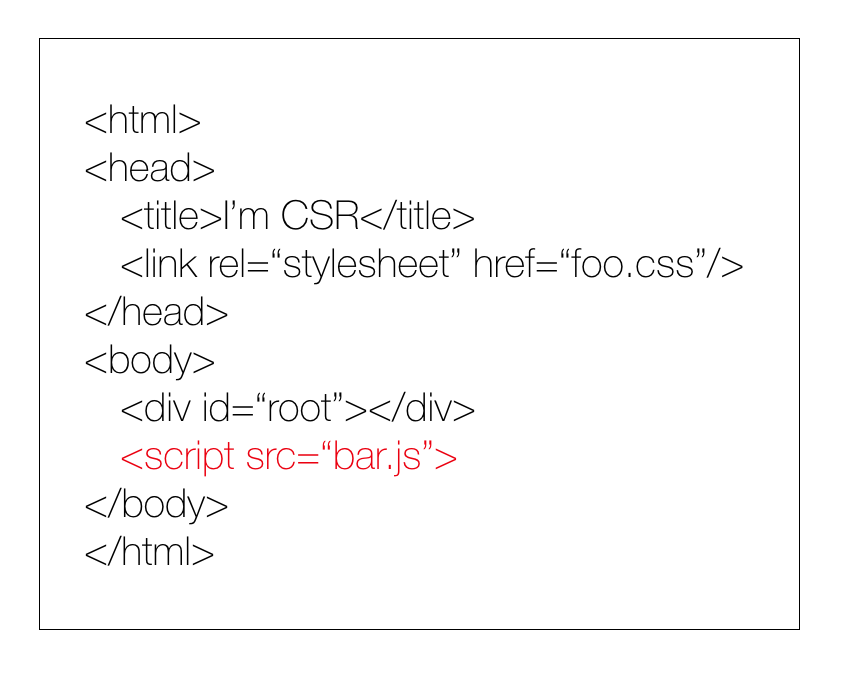 <html>
<head>
<title>I’m CSR</title>
<link rel=“stylesheet” href=“foo.css”/>
</head>
<body>
<div id=“root”></div>
<script src=“bar.js”>
</body>
</html>